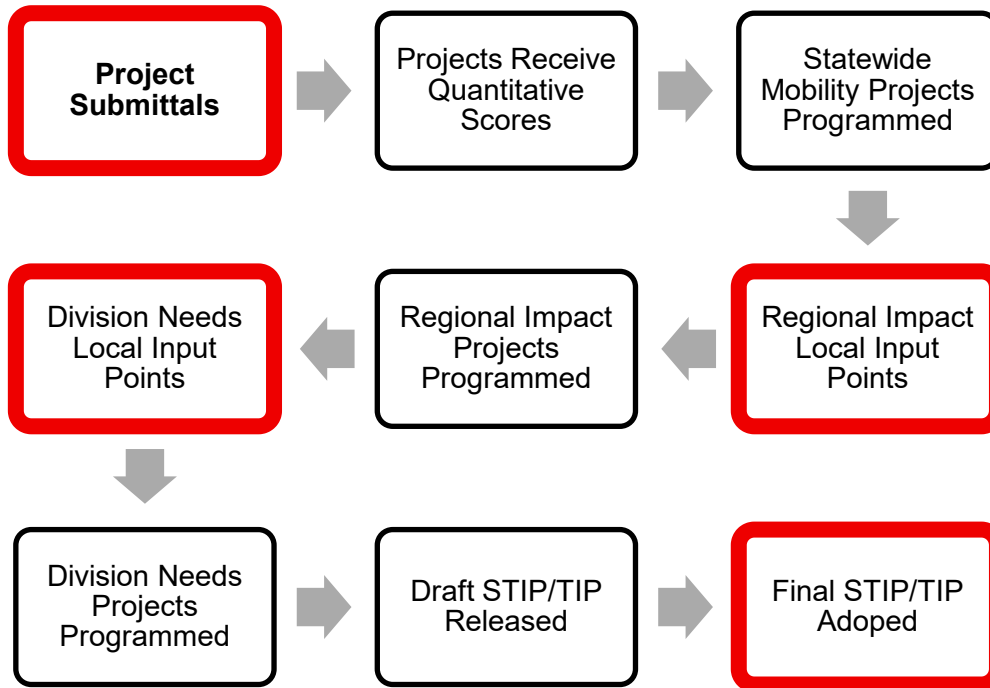 Project
Submittals
Projects Receive
Quantitative
Scores
Statewide
Mobility Projects
Programmed
Regional Impact
Local Input
Points
Regional Impact
Projects
Programmed
Division Needs
Local Input
Points
Division Needs
Projects
Programmed
Draft STIP/TIP
Released
Final STIP/TIP
Adoped